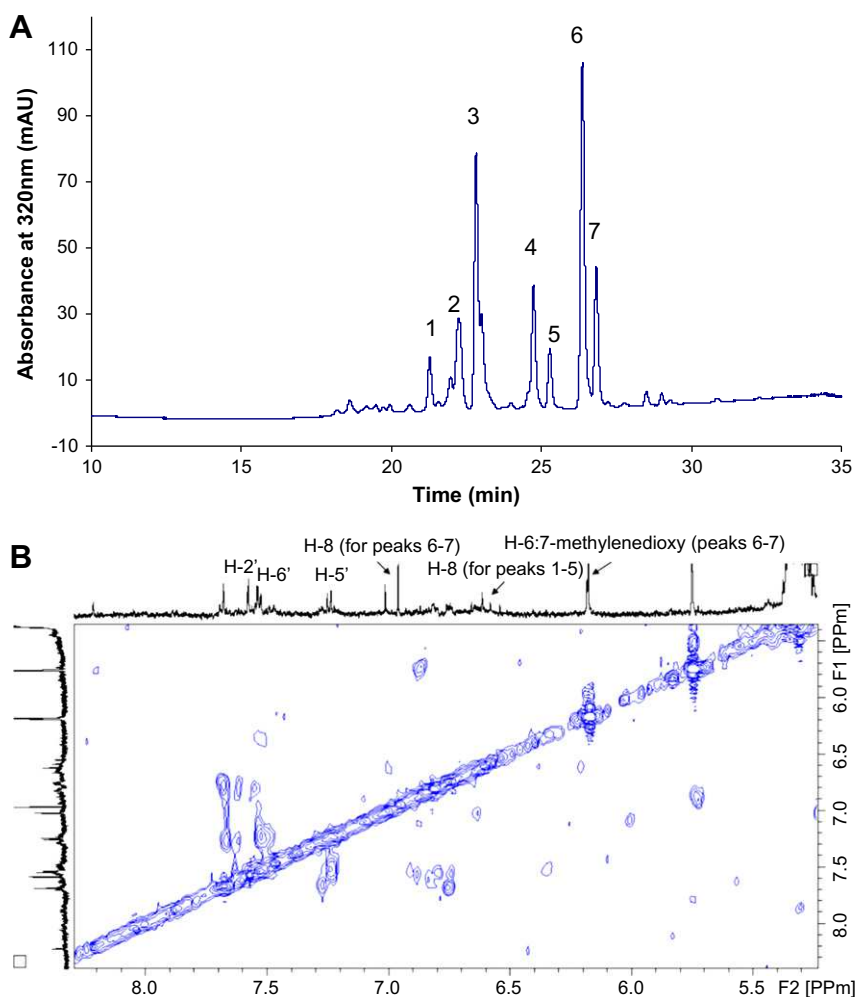 A
Absorbance at 320nm (mAU)
110
90
70
50
30
10
-10
1
2
3
4
5
6
7
10 15 20 25 30 35
Time (min)
B
H-2’
H-6’
H-5’
H-8 (for peaks 6-7)
H-8 (for peaks 1-5)
H-6:7-methylenedioxy (peaks 6-7)
F1 [PPm]
6.0
6.5
7.0
7.5
8.0
8.0 7.5 7.0 6.5 6.0 5.5 F2 [PPm]